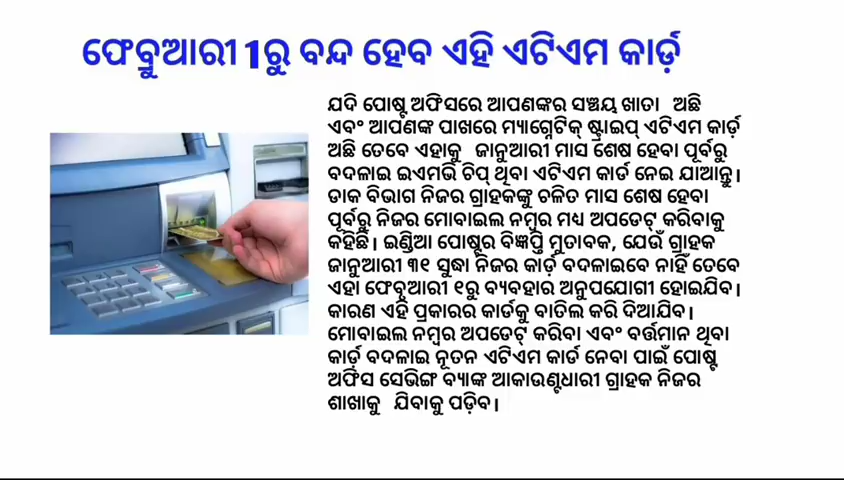 ଫେବ୍ରୁଆରୀ 1ରୁ ବନ୍ଦ ହେବ ଏହି ଏଟିଏମ କାର୍ଡ଼
ଯଦି ପୋଷ୍ଟ ଅଫିସରେ ଆପଣଙ୍କର ସଞ୍ଚୟ ଖାତା ଅଛି
ଏବଂ ଆପଣଙ୍କ ପାଖରେ ମ୍ୟାଗ୍ନେଟିକ୍ ଷ୍ଟ୍ରାଇପ୍ ଏଟିଏମ କାର୍ଡ଼
ଅଛି ତେବେ ଏହାକୁ ଜାନୁଆରୀ ମାସ ଶେଷ ହେବା ପୂର୍ବରୁ
ବଦଳାଇ ଇଏମଭି ଚିପ୍ ଥିବା ଏଟିଏମ କାର୍ଡ ନେଇ ଯାଆନ୍ତୁ।
ଡାକ ବିଭାଗ ନିଜର ଗ୍ରାହକଙ୍କୁ ଚଳିତ ମାସ ଶେଷ ହେବା
ପୂର୍ବରୁ ନିଜର ମୋବାଇଲ ନମ୍ବର ମଧ୍ୟ ଅପଡେଟ୍ କରିବାକୁ
କହିଛି। ଇଣ୍ଡିଆ ପୋଷ୍ଟର ବିଜ୍ଞପ୍ତି ମୁତାବକ, ଯେଉଁ ଗ୍ରାହକ
ଜାନୁଆରୀ ୩୧ ସୁଦ୍ଧା ନିଜର କାର୍ଡ଼ ବଦଳାଇବେ ନାହିଁ ତେବେ
ଏହା ଫେବୃଆରୀ ୧ରୁ ବ୍ୟବହାର ଅନୁପଯୋଗୀ ହୋଇଯିବ।
କାରଣ ଏହି ପ୍ରକାରର କାର୍ଡକୁ ବାତିଲ କରି ଦିଆଯିବ।
ମୋବାଇଲ ନମ୍ବର ଅପଡେଟ୍ କରିବା ଏବଂ ବର୍ତ୍ତମାନ ଥିବା
କାର୍ଡ଼ ବଦଳାଇ ନୂତନ ଏଟିଏମ କାର୍ଡ ନେବା ପାଇଁ ପୋଷ୍ଟ
ଅଫିସ ସେଭିଙ୍ଗ ବ୍ୟାଙ୍କ ଆକାଉଣ୍ଟଧାରୀ ଗ୍ରାହକ ନିଜର
ଶାଖାକୁ ଯିବାକୁ ପଡ଼ିବ।